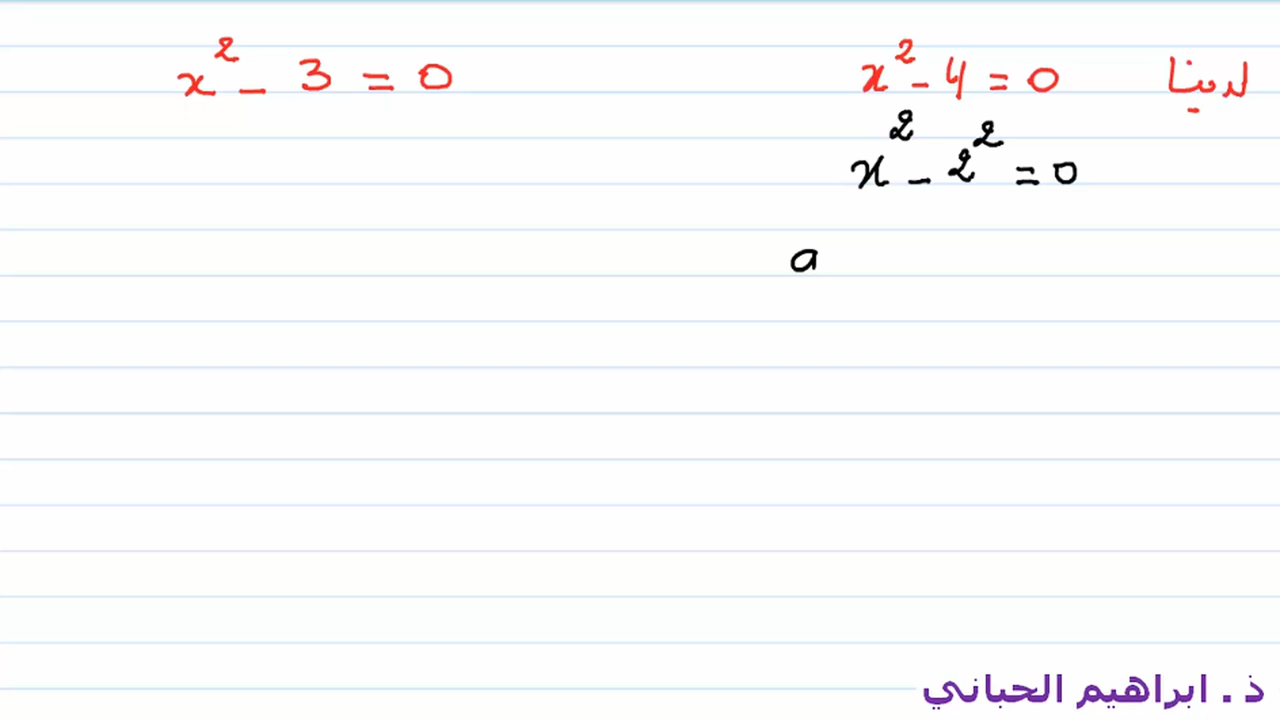 لدينا x² - 4 = 0
x² - 2² = 0
a
x² - 3 = 0
ذ . ابراهيم الحباني